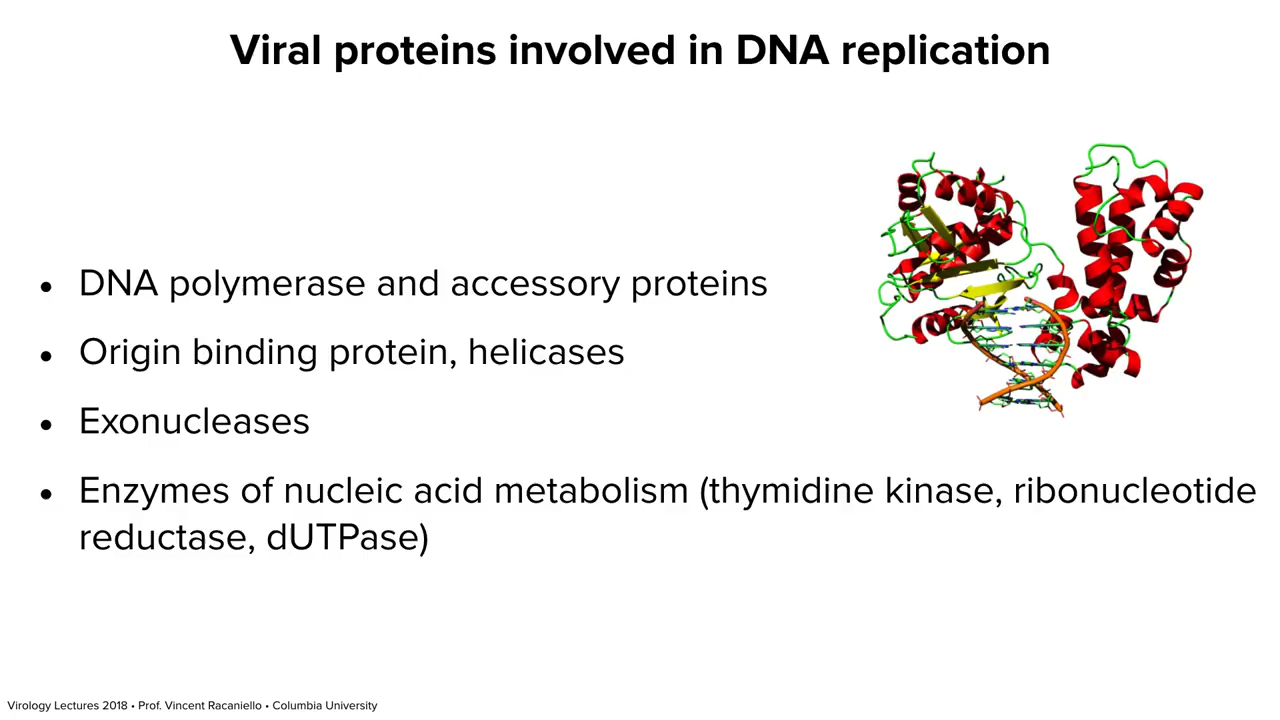 Viral proteins involved in DNA replication
• DNA polymerase and accessory proteins
• Origin binding protein, helicases
• Exonucleases
• Enzymes of nucleic acid metabolism (thymidine kinase, ribonucleotide
reductase, dUTPase)
Virology Lectures 2018 • Prof. Vincent Racaniello • Columbia University